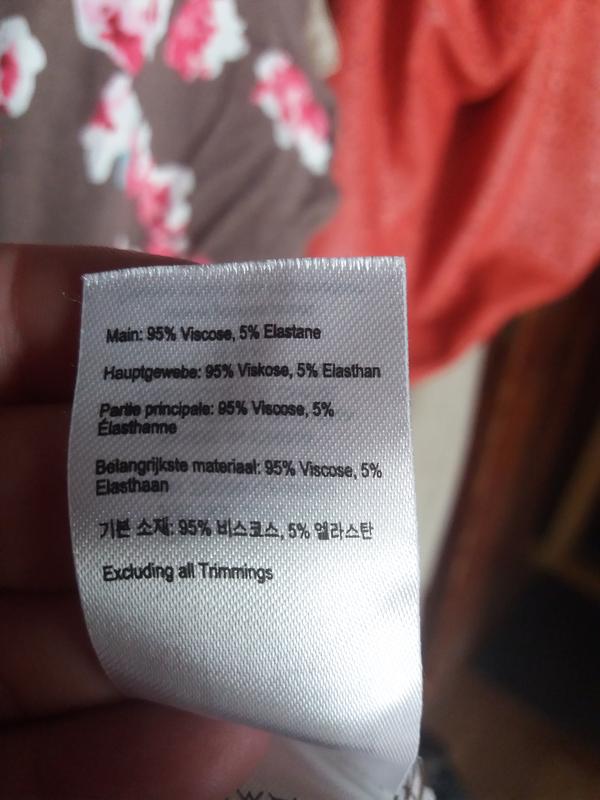 Main: 95% Viscose, 5% Elastane
Hauptgewebe: 95% Viskose, 5% Elasthan
Partie principale: 95% Viscose, 5%
Élasthanne
Belangrijkste materiaal: 95% Viscose, 5%
Elasthaan
기본 소재: 95% 비스코스, 5% 엘라스탄
Excluding all Trimmings